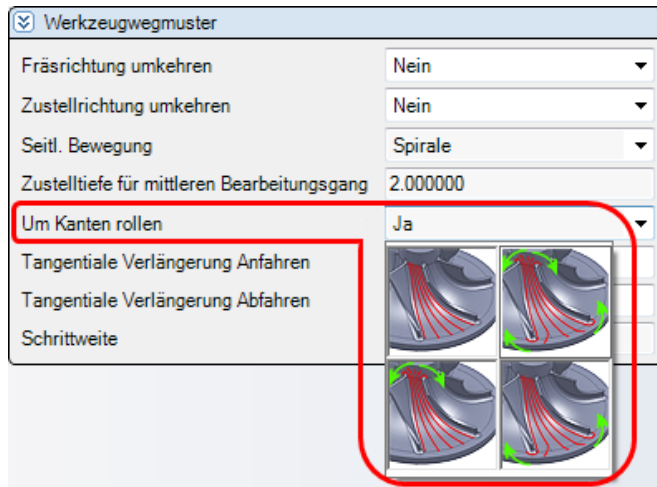 Werkzeugwegmuster
Fräsrichtung umkehren Nein
Zustellrichtung umkehren Nein
Seitl. Bewegung Spirale
Zustelltiefe für mittleren Bearbeitungsgang 2.000000
Um Kanten rollen Ja
Tangentiale Verlängerung Anfahren
Tangentiale Verlängerung Abfahren
Schrittweite